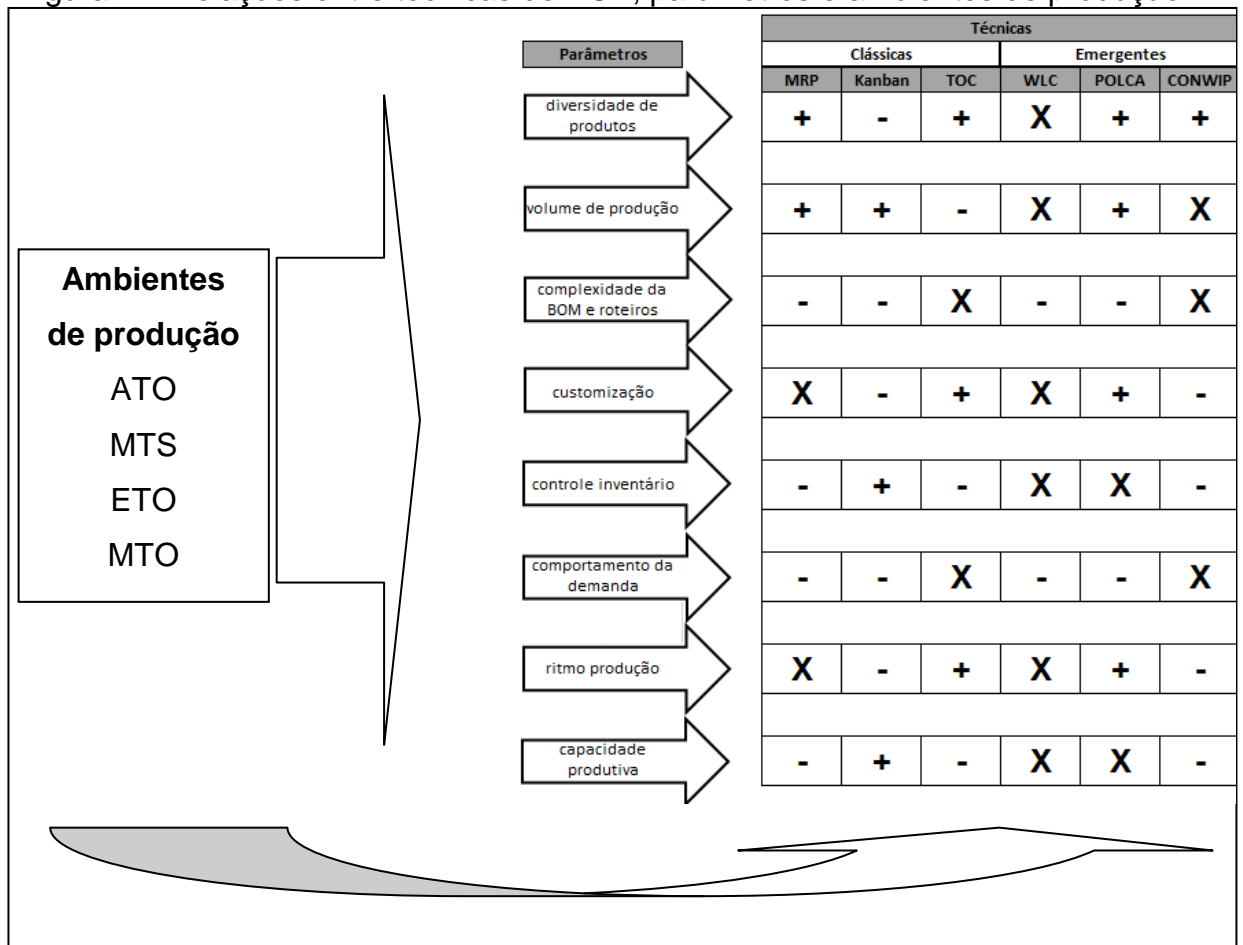 Técnicas
Parâmetros Clássicas Emergentes
MRP Kanban TOC WLC POLCA CONWIP
diversidade de
produtos
+ - + X + +
volume de produção + + - X + X
Ambientes
de produção
ATO
MTS
ETO
MTO
complexidade da
BOM e roteiros
- - X - - X
customização X - + X + -
controle inventário - + - X X -
comportamento da
demanda
- - X - - X
ritmo produção X - + X + -
capacidade
produtiva
- + - X X -